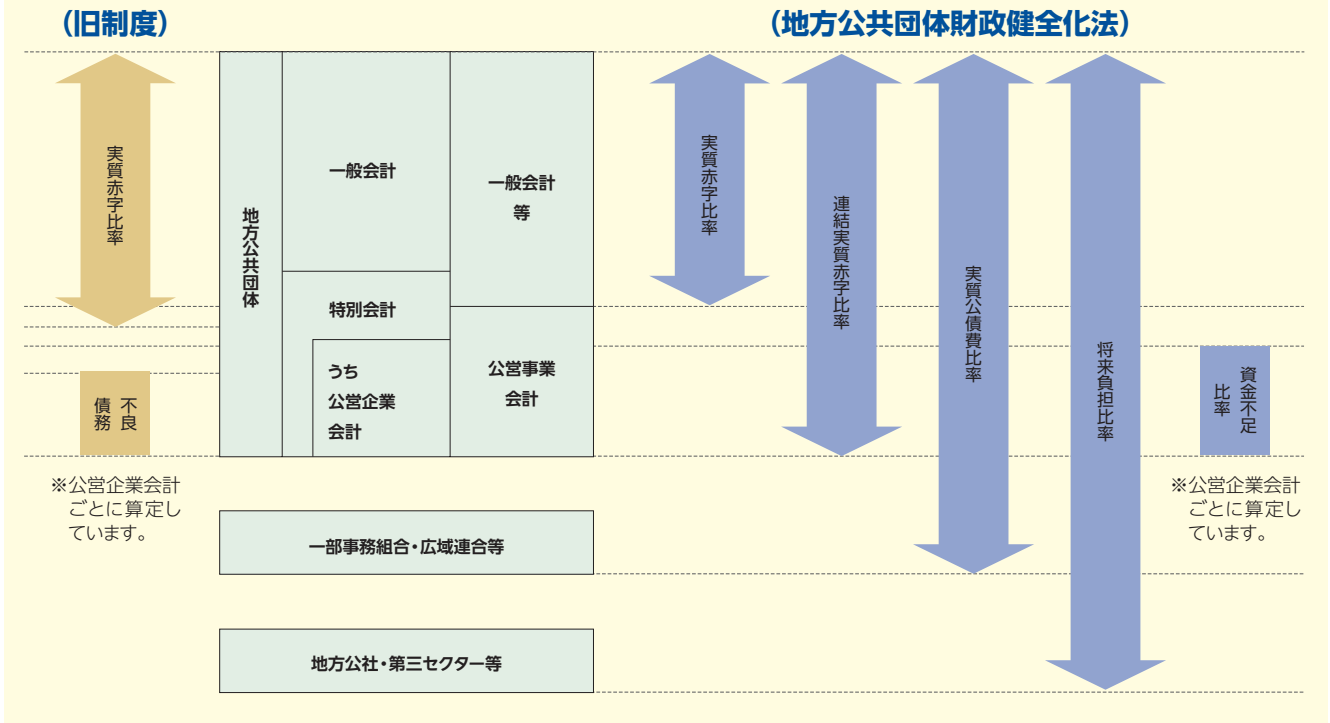 （旧制度）
（地方公共団体財政健全化法）
実質赤字比率
不良
債務
※公営企業会計
ごとに算定し
ています。
地方公共団体
一般会計
特別会計
うち
公営企業
会計
一般会計
等
公営事業
会計
一部事務組合・広域連合等
地方公社・第三セクター等
実質赤字比率
連結実質赤字比率
実質公債費比率
将来負担比率
資金不足
比率
※公営企業会計
ごとに算定し
ています。